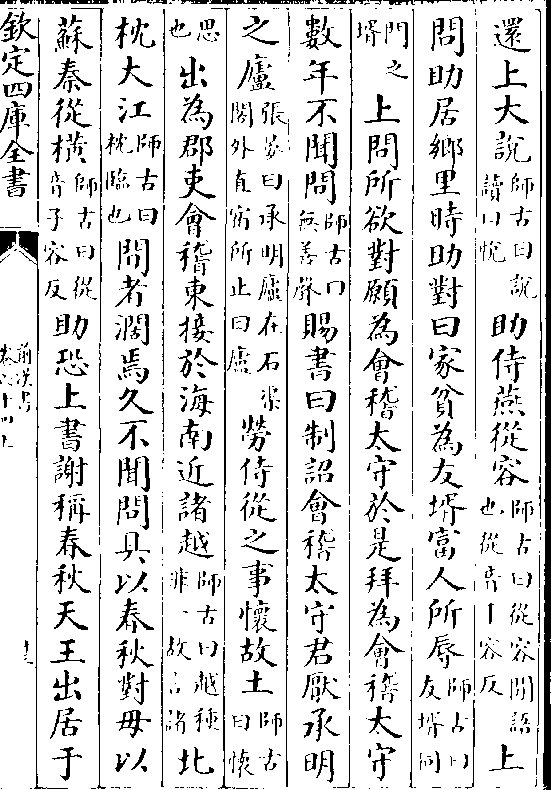 還上大說師古曰說讀曰悅助侍燕從容師古曰從容閒語也從音千容反上
問助居鄉里時助對曰家貧為友壻富人所辱師古曰友壻同
門之壻上問所欲對願為會稽太守於是拜為會稽太守
數年不聞問師古曰無善聲賜書曰制詔會稽太守君厭承明
之廬張晏曰承明廬在石渠閣外直宿所止曰廬勞侍從之事懷故土師古曰懷
思也出為郡吏會稽東接於海南近諸越師古曰越種非一故言諸北
枕大江師古曰枕臨也間者濶焉久不聞問具以春秋對毋以
蘇秦從橫師古曰從音子容反助恐上書謝稱春秋天王出居于
欽定四庫全書
前漢書
卷六十四上